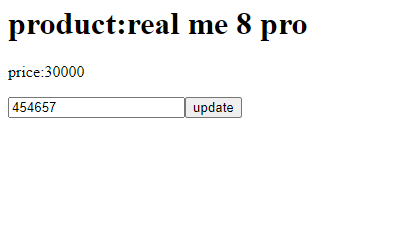 product:real me 8 pro
price:30000
454657 update